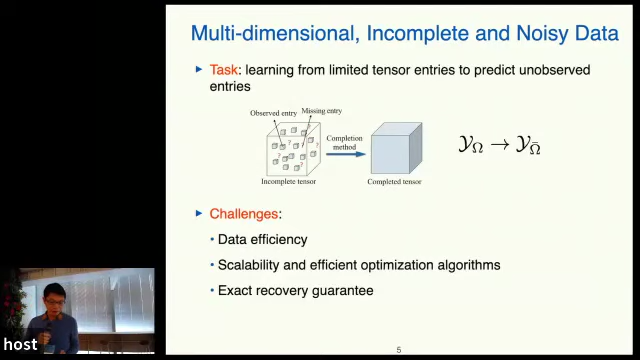 Multi-dimensional, Incomplete and Noisy Data
Task: learning from limited tensor entries to predict unobserved
entries
Observed entry
Missing entry
Completion
method
Incomplete tensor
Completed tensor
𝒴Ω → 𝒴Ω̄
Challenges:
• Data efficiency
• Scalability and efficient optimization algorithms
• Exact recovery guarantee
host
5